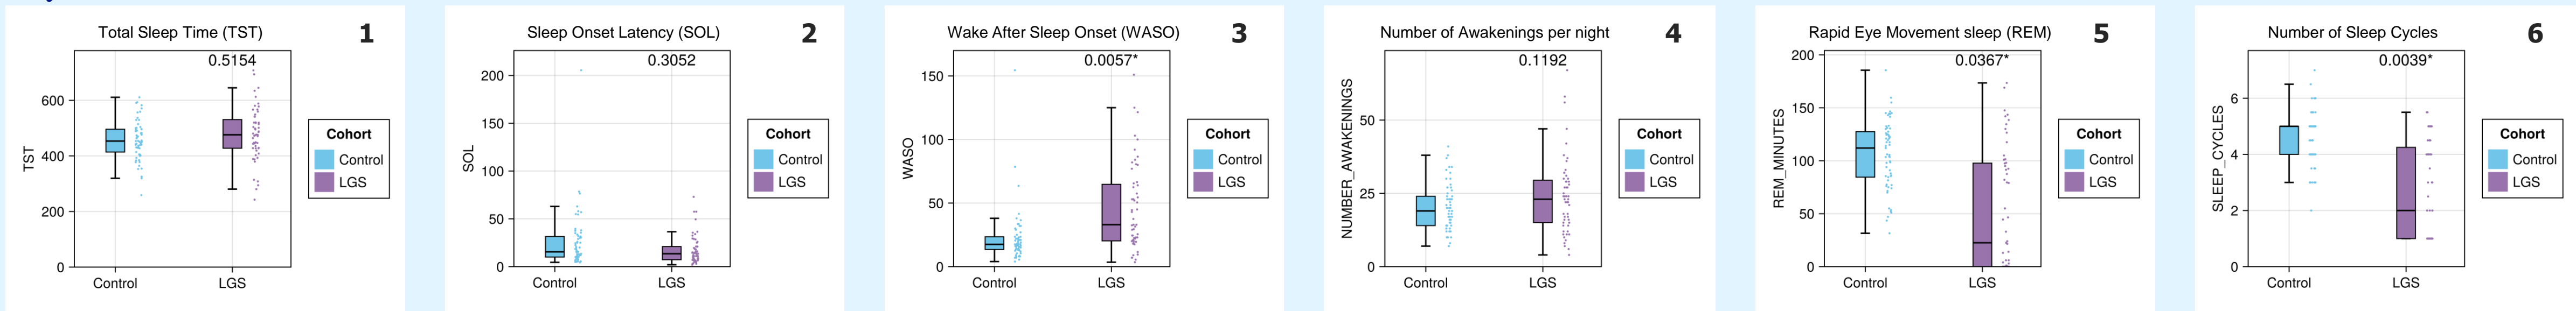 Total Sleep Time (TST)
1
0.5154
600
400
200
0
TST
Control
LGS
Cohort
Control
LGS
Sleep Onset Latency (SOL)
2
0.3052
200
150
100
50
0
SOL
Control
LGS
Cohort
Control
LGS
Wake After Sleep Onset (WASO)
3
0.0057*
150
100
50
0
WASO
Control
LGS
Cohort
Control
LGS
Number of Awakenings per night
4
0.1192
50
25
0
NUMBER_AWAKENINGS
Control
LGS
Cohort
Control
LGS
Rapid Eye Movement sleep (REM)
5
0.0367*
200
150
100
50
0
REM_MINUTES
Control
LGS
Cohort
Control
LGS
Number of Sleep Cycles
6
0.0039*
6
4
2
0
SLEEP_CYCLES
Control
LGS
Cohort
Control
LGS